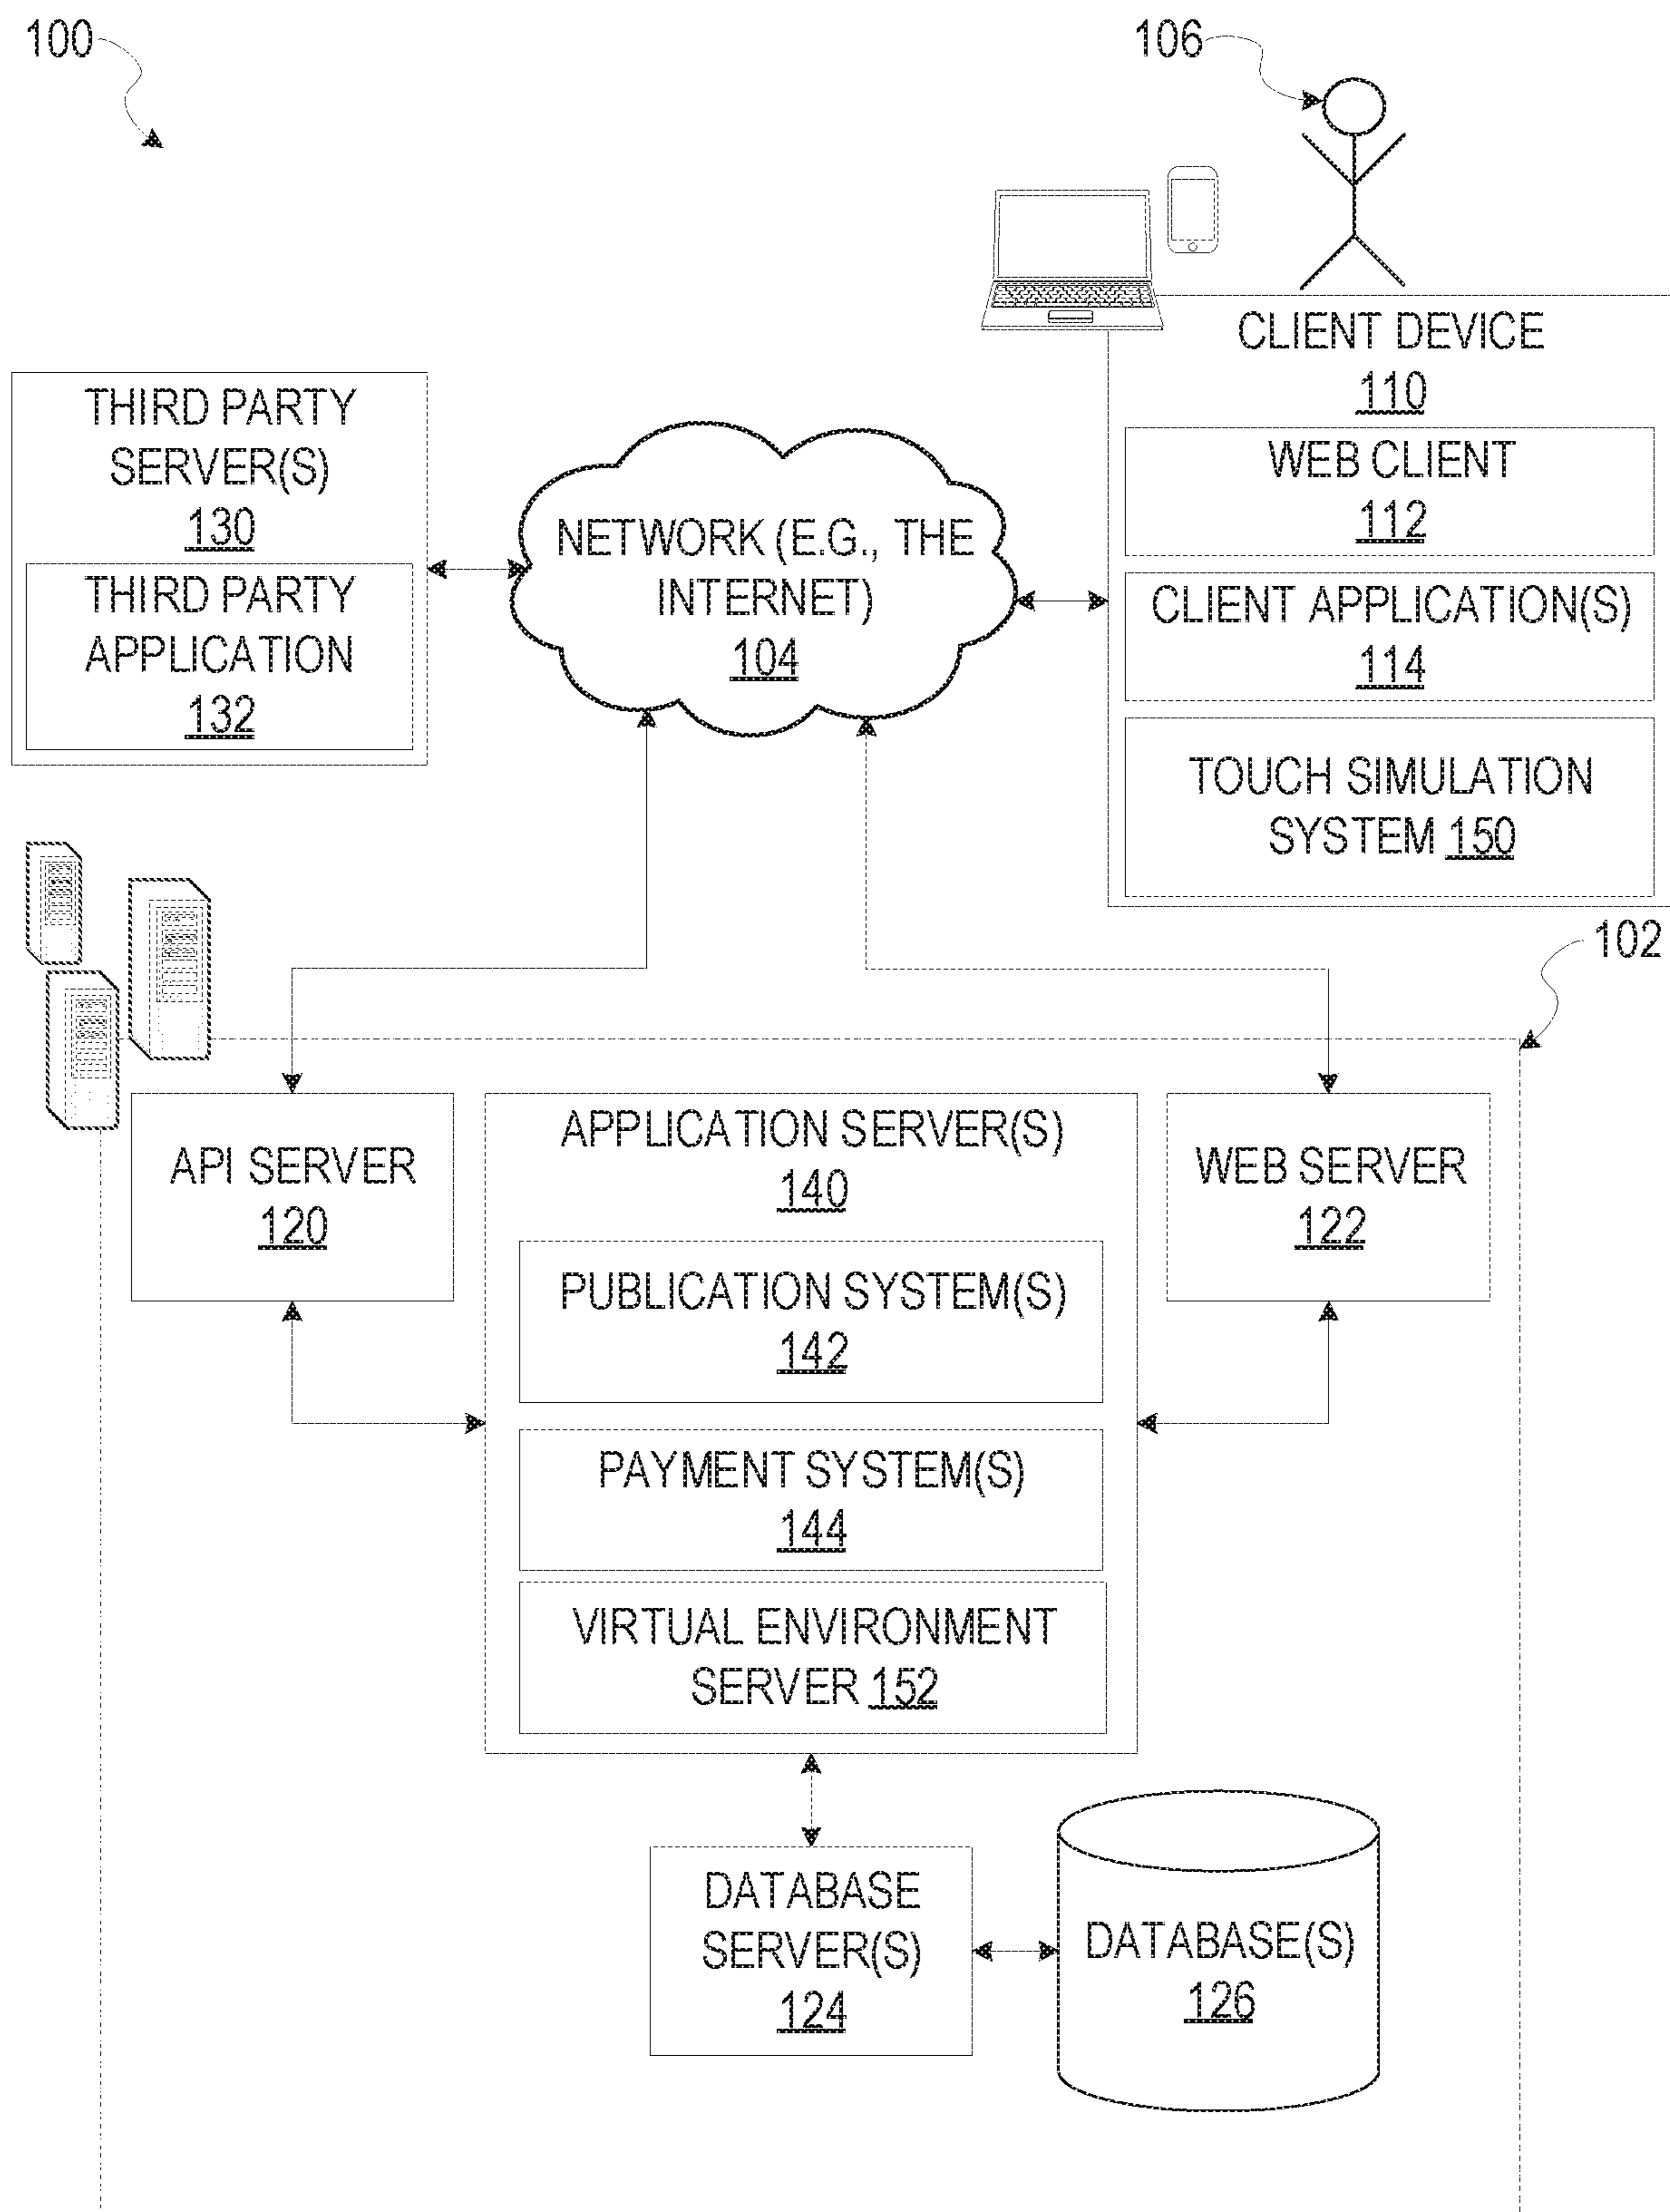 100
106
CLIENT DEVICE
110
WEB CLIENT
112
CLIENT APPLICATION(S)
114
TOUCH SIMULATION
SYSTEM 150
THIRD PARTY
SERVER(S)
130
THIRD PARTY
APPLICATION
132
NETWORK (E.G., THE
INTERNET)
104
102
API SERVER
120
APPLICATION SERVER(S)
140
PUBLICATION SYSTEM(S)
142
PAYMENT SYSTEM(S)
144
VIRTUAL ENVIRONMENT
SERVER 152
WEB SERVER
122
DATABASE
SERVER(S)
124
DATABASE(S)
126